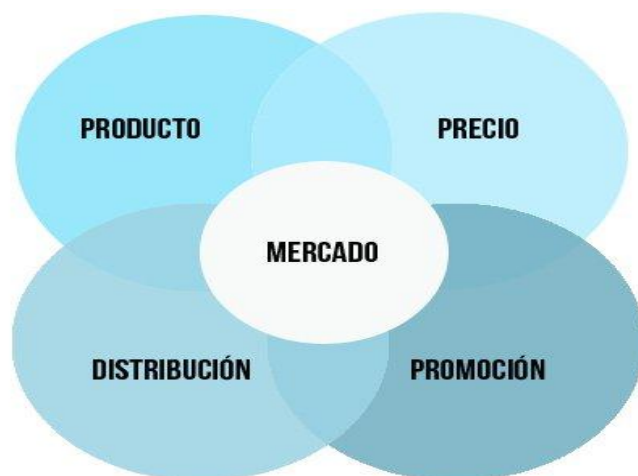 PRODUCTO
PRECIO
MERCADO
DISTRIBUCIÓN
PROMOCIÓN